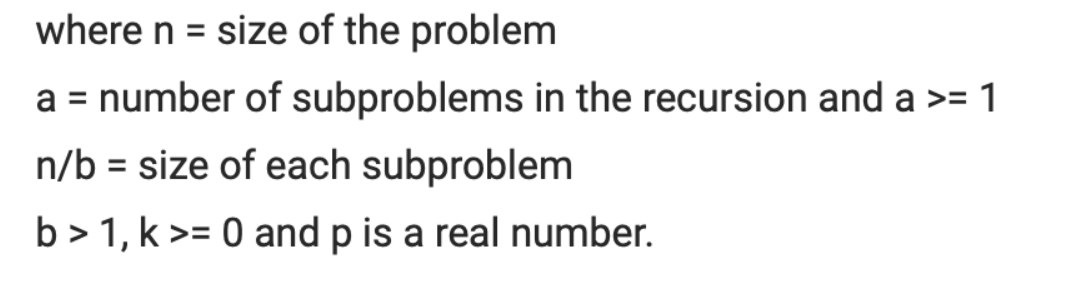 where n = size of the problem
a = number of subproblems in the recursion and a >= 1
n/b = size of each subproblem
b > 1, k >= 0 and p is a real number.